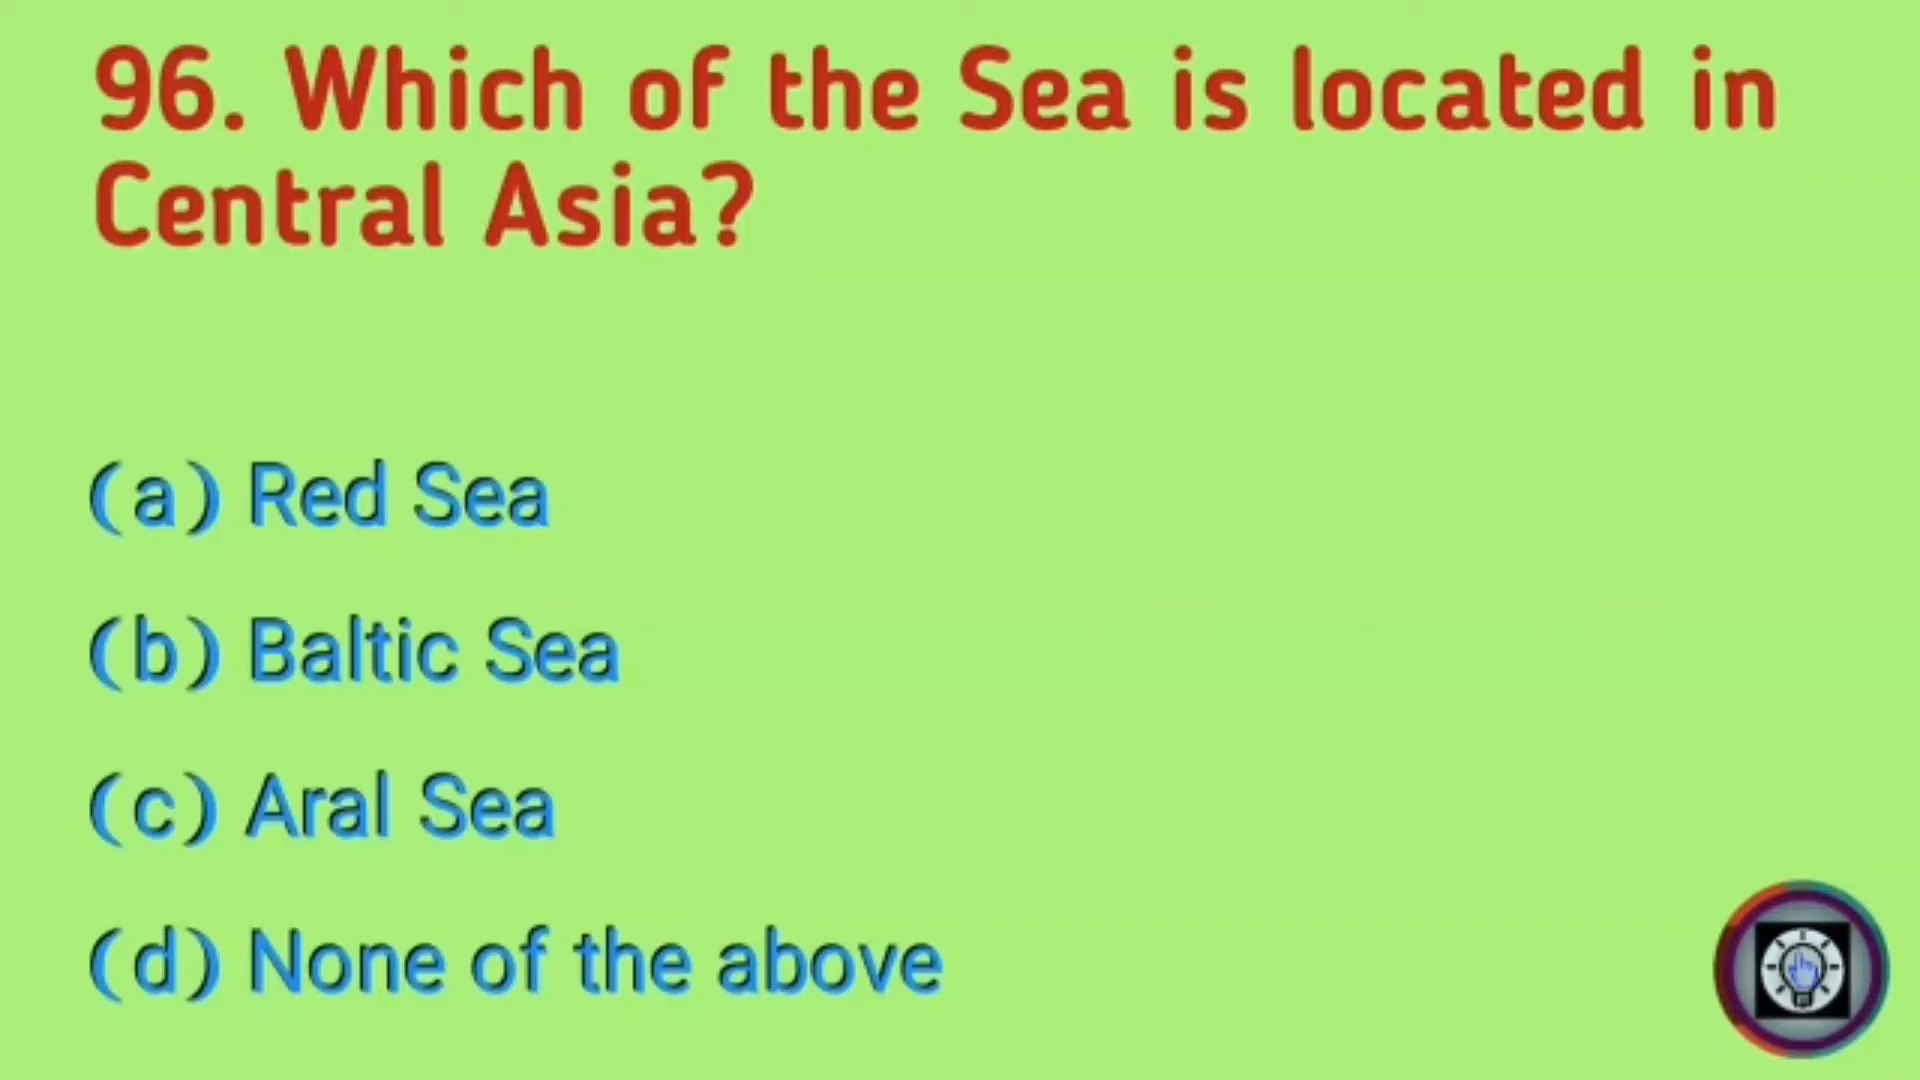 96. Which of the Sea is located in
Central Asia?
(a) Red Sea
(b) Baltic Sea
(c) Aral Sea
(d) None of the above